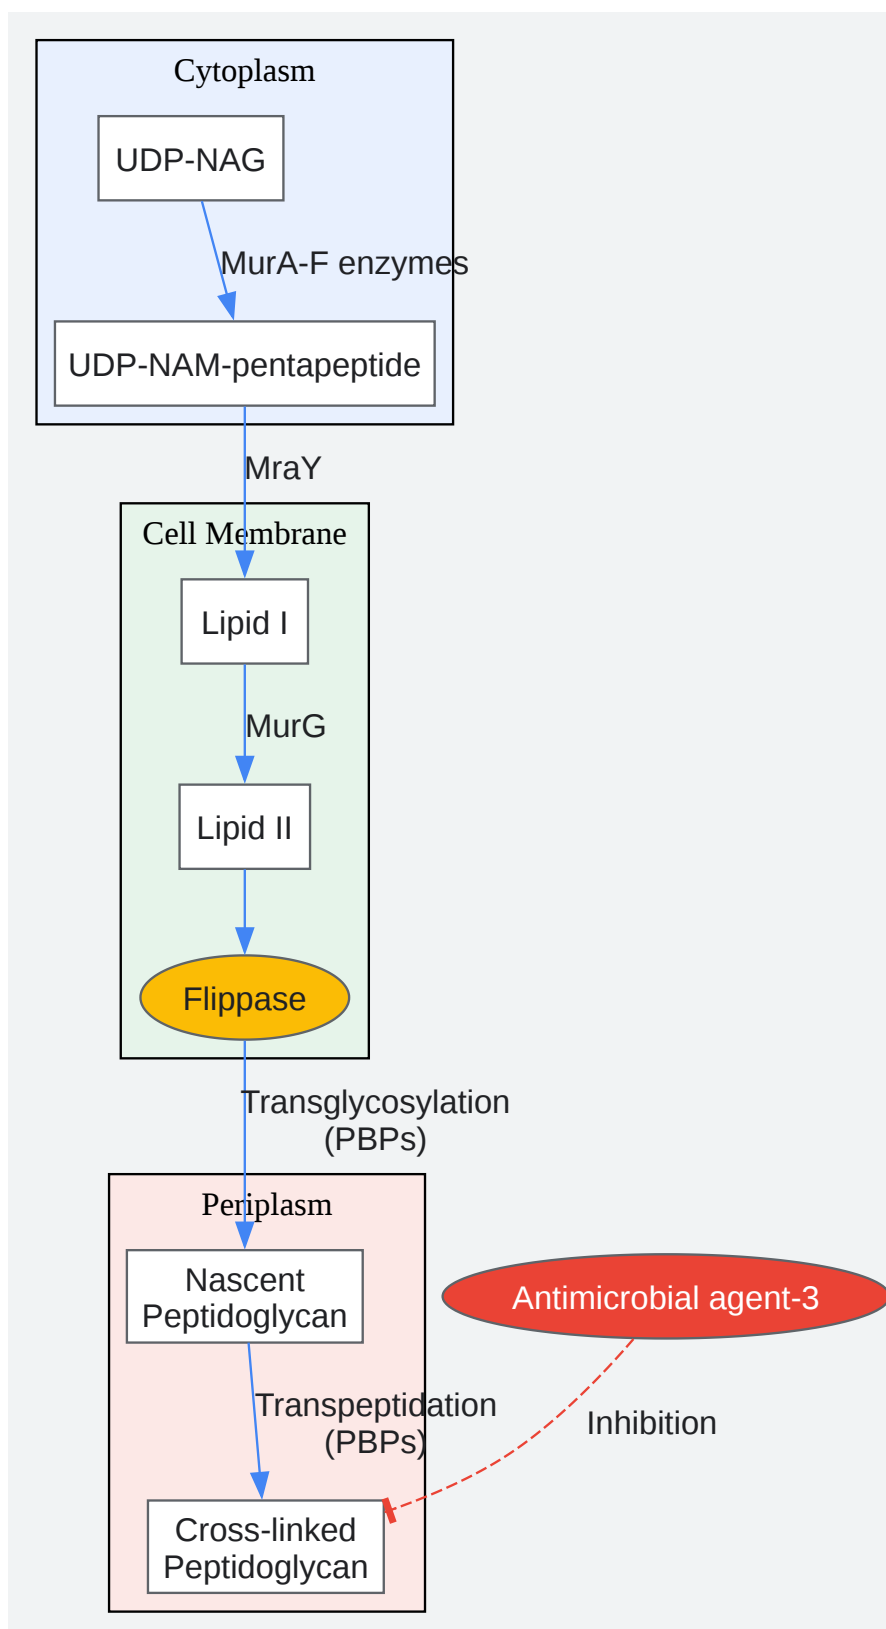 Cytoplasm
UDP-NAG
MurA-F enzymes
UDP-NAM-pentapeptide
MraY
Cell Membrane
Lipid I
MurG
Lipid II
Flippase
Transglycosylation
(PBPs)
Periplasm
Nascent
Peptidoglycan
Antimicrobial agent-3
Transpeptidation
(PBPs)
Inhibition
Cross-linked
Peptidoglycan